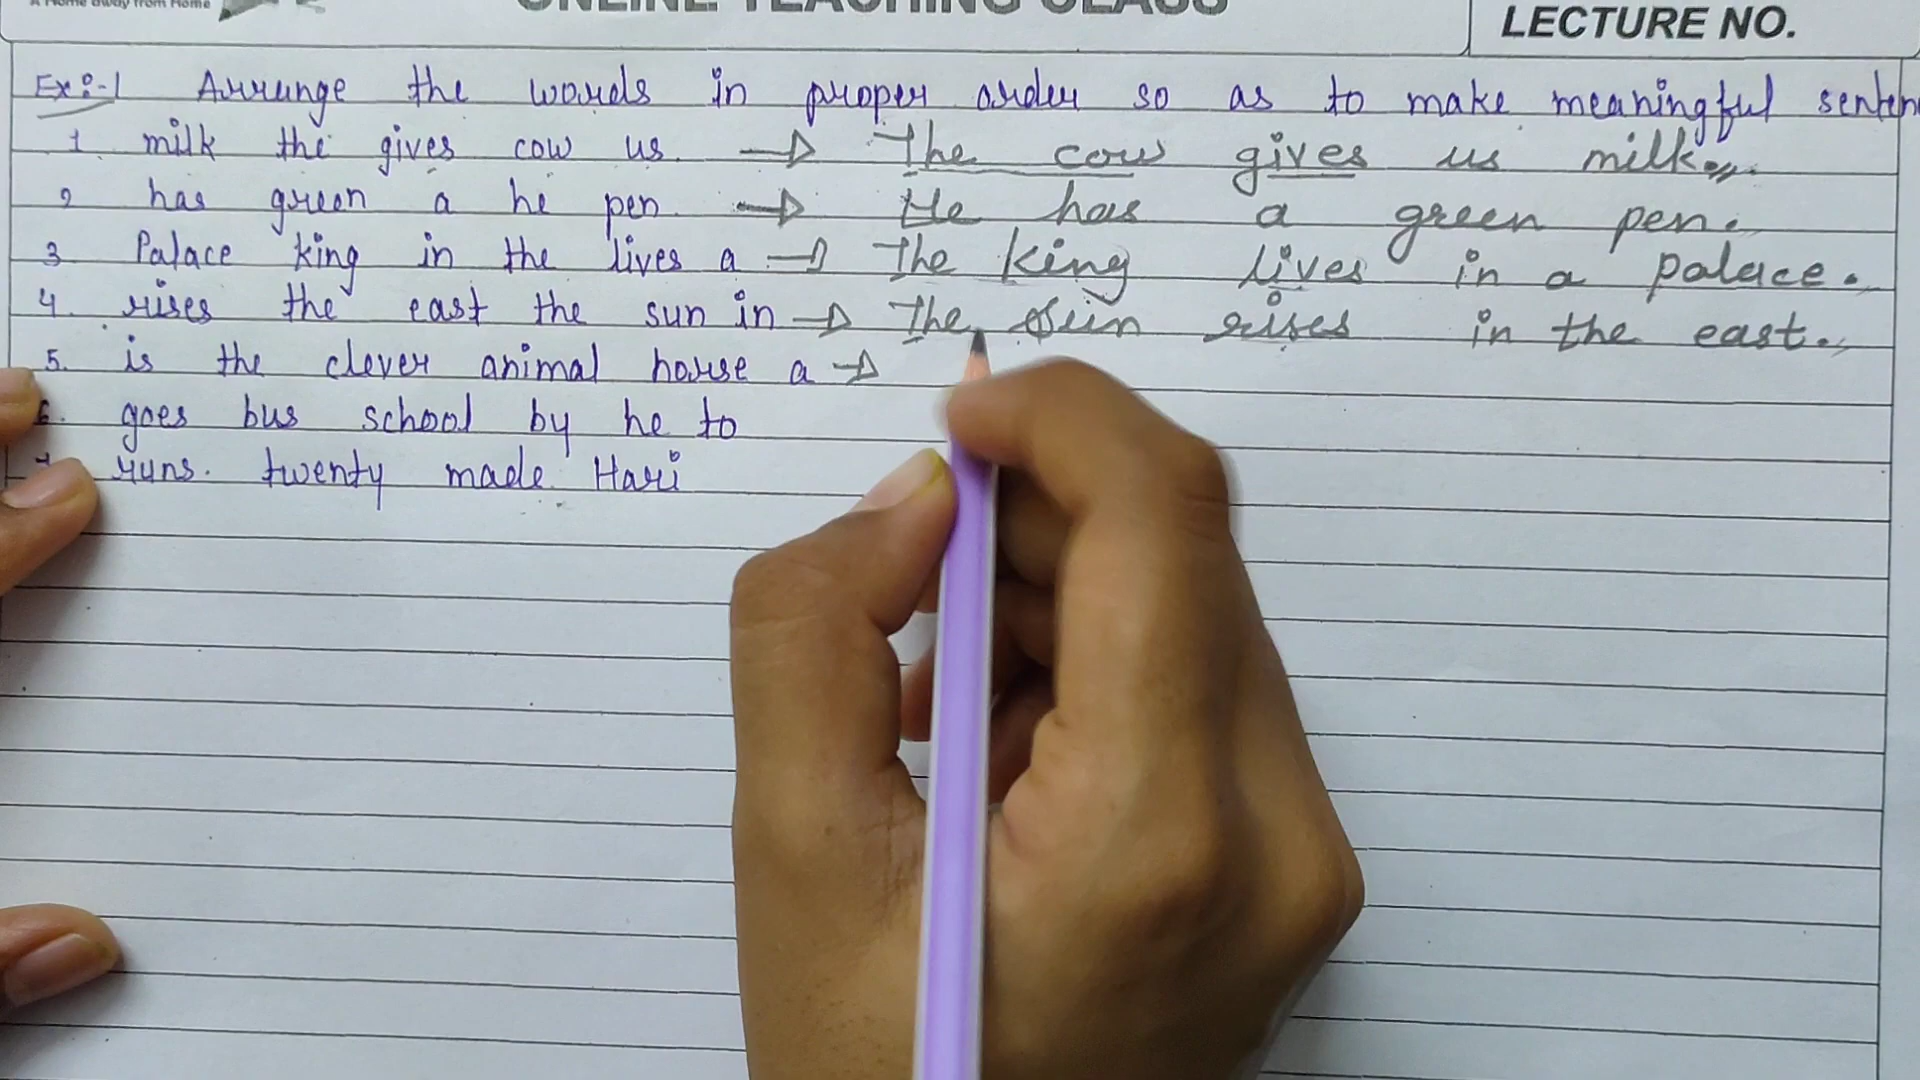 A Home away from Home
ONLINE TEACHING CLASS
LECTURE NO.
Ex:-1 Arrange the words in proper order so as to make meaningful senten
1 milk the gives cow us. → The cow gives us milk.
2 has green a he pen. → He has a green pen.
3 Palace king in the lives a → The King lives in a palace.
4. rises the east the sun in → The Sun rises in the east.
5. is the clever animal horse a →
6. goes bus school by he to
runs. twenty made Hari